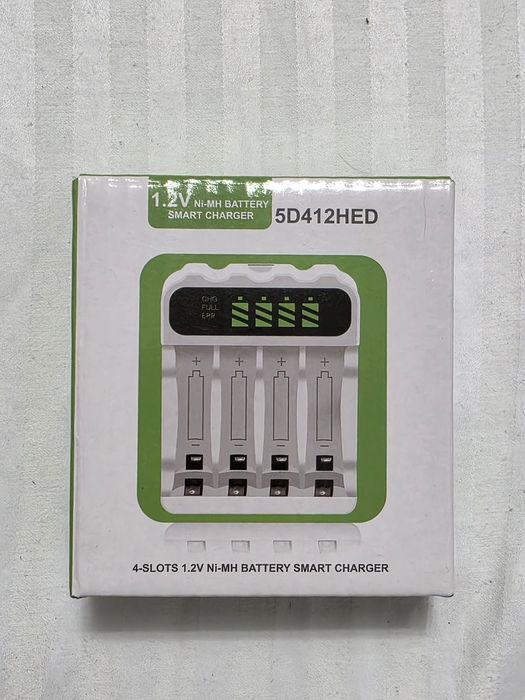 1.2V Ni-MH BATTERY
SMART CHARGER
5D412HED
CHG
FULL
ERR
+ + + +
- - - -
4-SLOTS 1.2V Ni-MH BATTERY SMART CHARGER